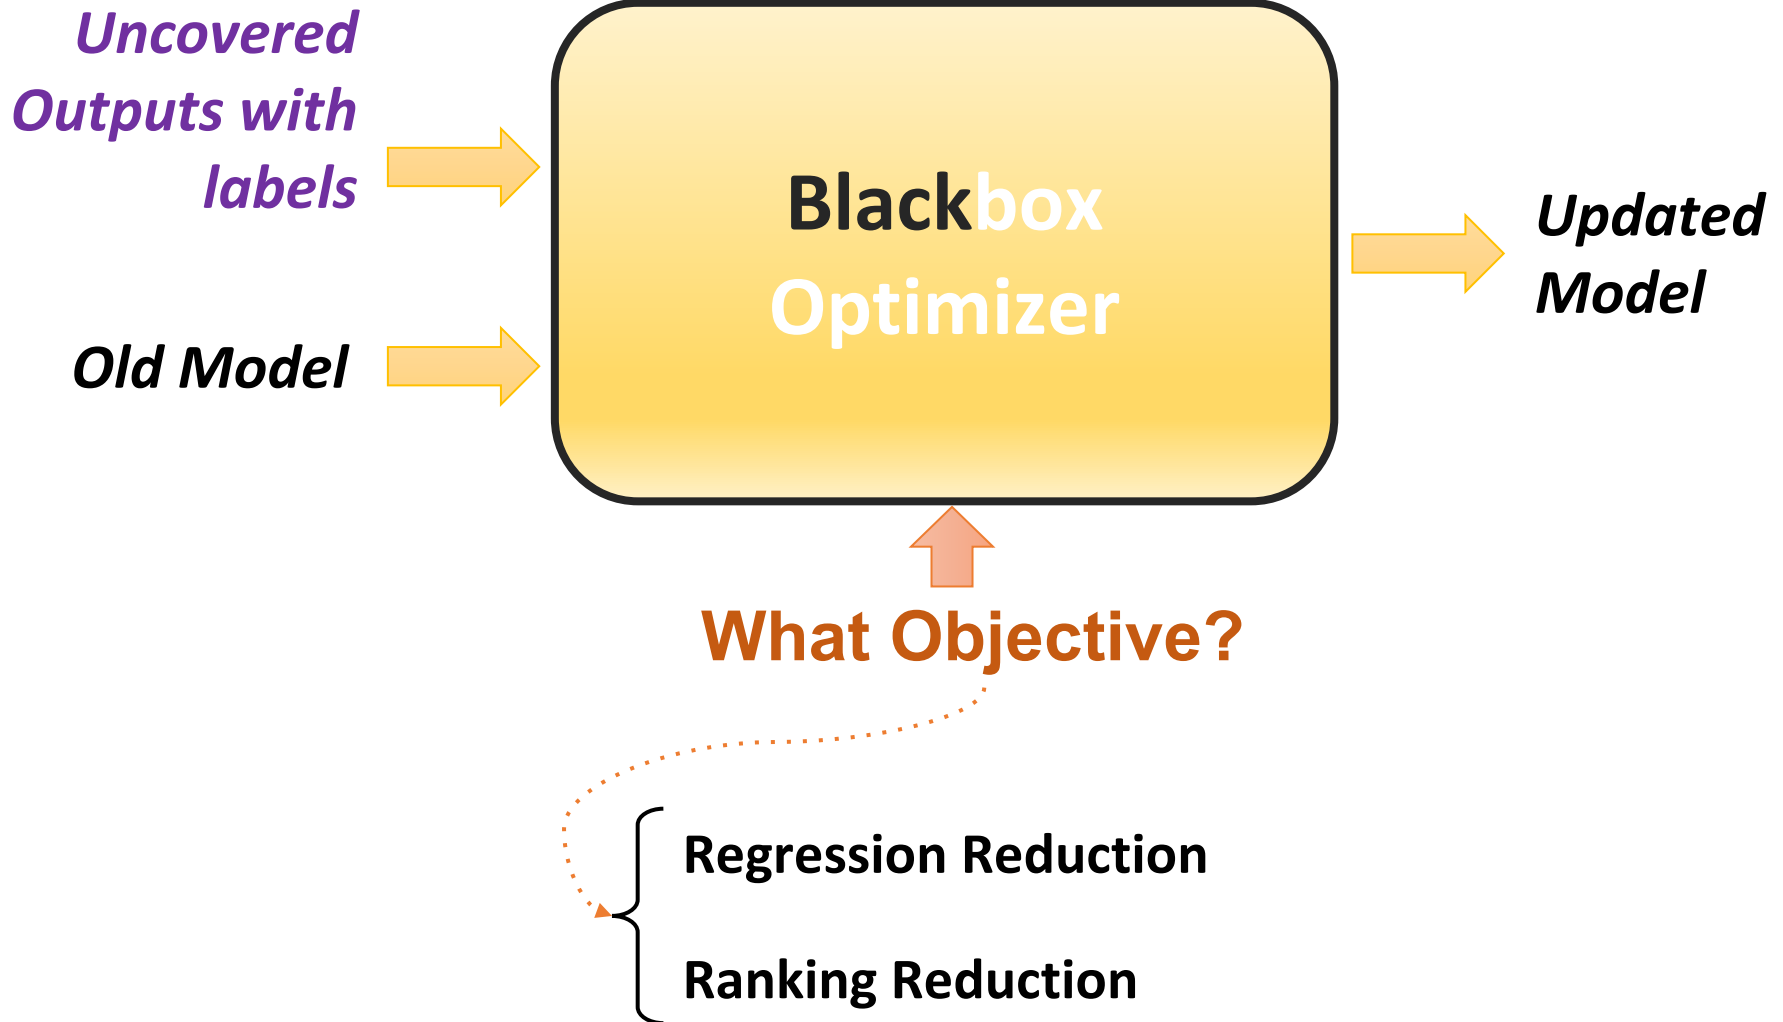 Uncovered
Outputs with
labels
Old Model
Blackbox
Optimizer
Updated
Model
What Objective?
Regression Reduction
Ranking Reduction